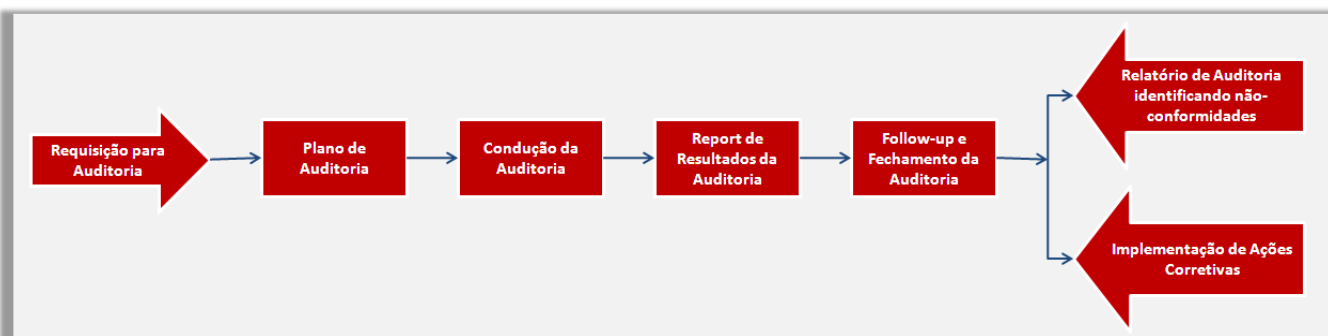 Requisição para
Auditoria
Plano de
Auditoria
Condução da
Auditoria
Report de
Resultados da
Auditoria
Follow-up e
Fechamento da
Auditoria
Relatório de Auditoria
identificando não-
conformidades
Implementação de Ações
Corretivas